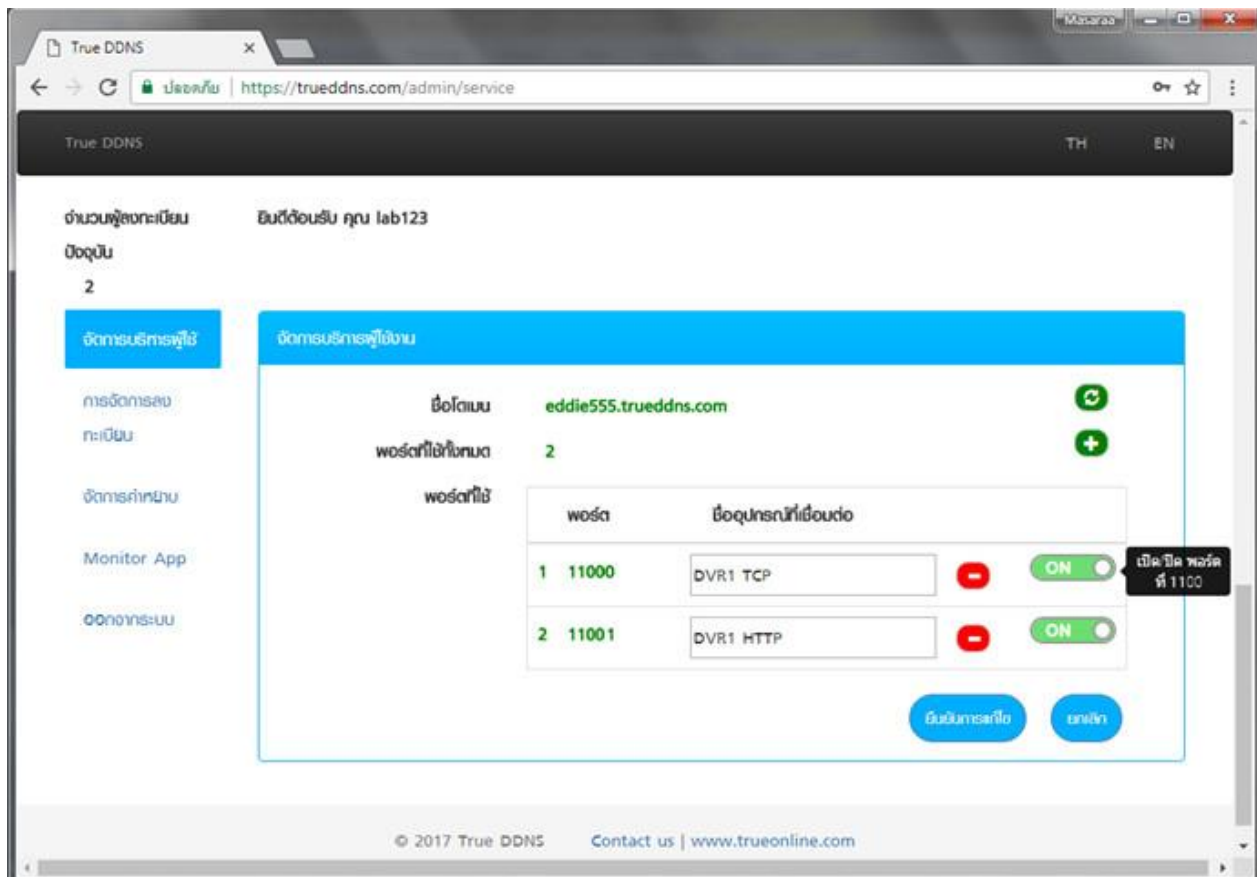 Masaraa
True DDNS
ปลอดภัย https://trueddns.com/admin/service
True DDNS TH EN
จำนวนผู้ลงทะเบียน
ปัจจุบัน
2
ยินดีต้อนรับ คุณ lab123
จัดการบริการผู้ใช้
การจัดการลง
ทะเบียน
จัดการคำหยาบ
Monitor App
ออกจากระบบ
จัดการบริการผู้ใช้งาน
ชื่อโดเมน eddie555.trueddns.com
พอร์ตที่ใช้ทั้งหมด 2
พอร์ตที่ใช้
พอร์ต ชื่ออุปกรณ์ที่เชื่อมต่อ
1 11000 DVR1 TCP ON
เปิด/ปิด พอร์ต
ที่ 1100
2 11001 DVR1 HTTP ON
ยืนยันการแก้ไข ยกเลิก
© 2017 True DDNS Contact us | www.trueonline.com